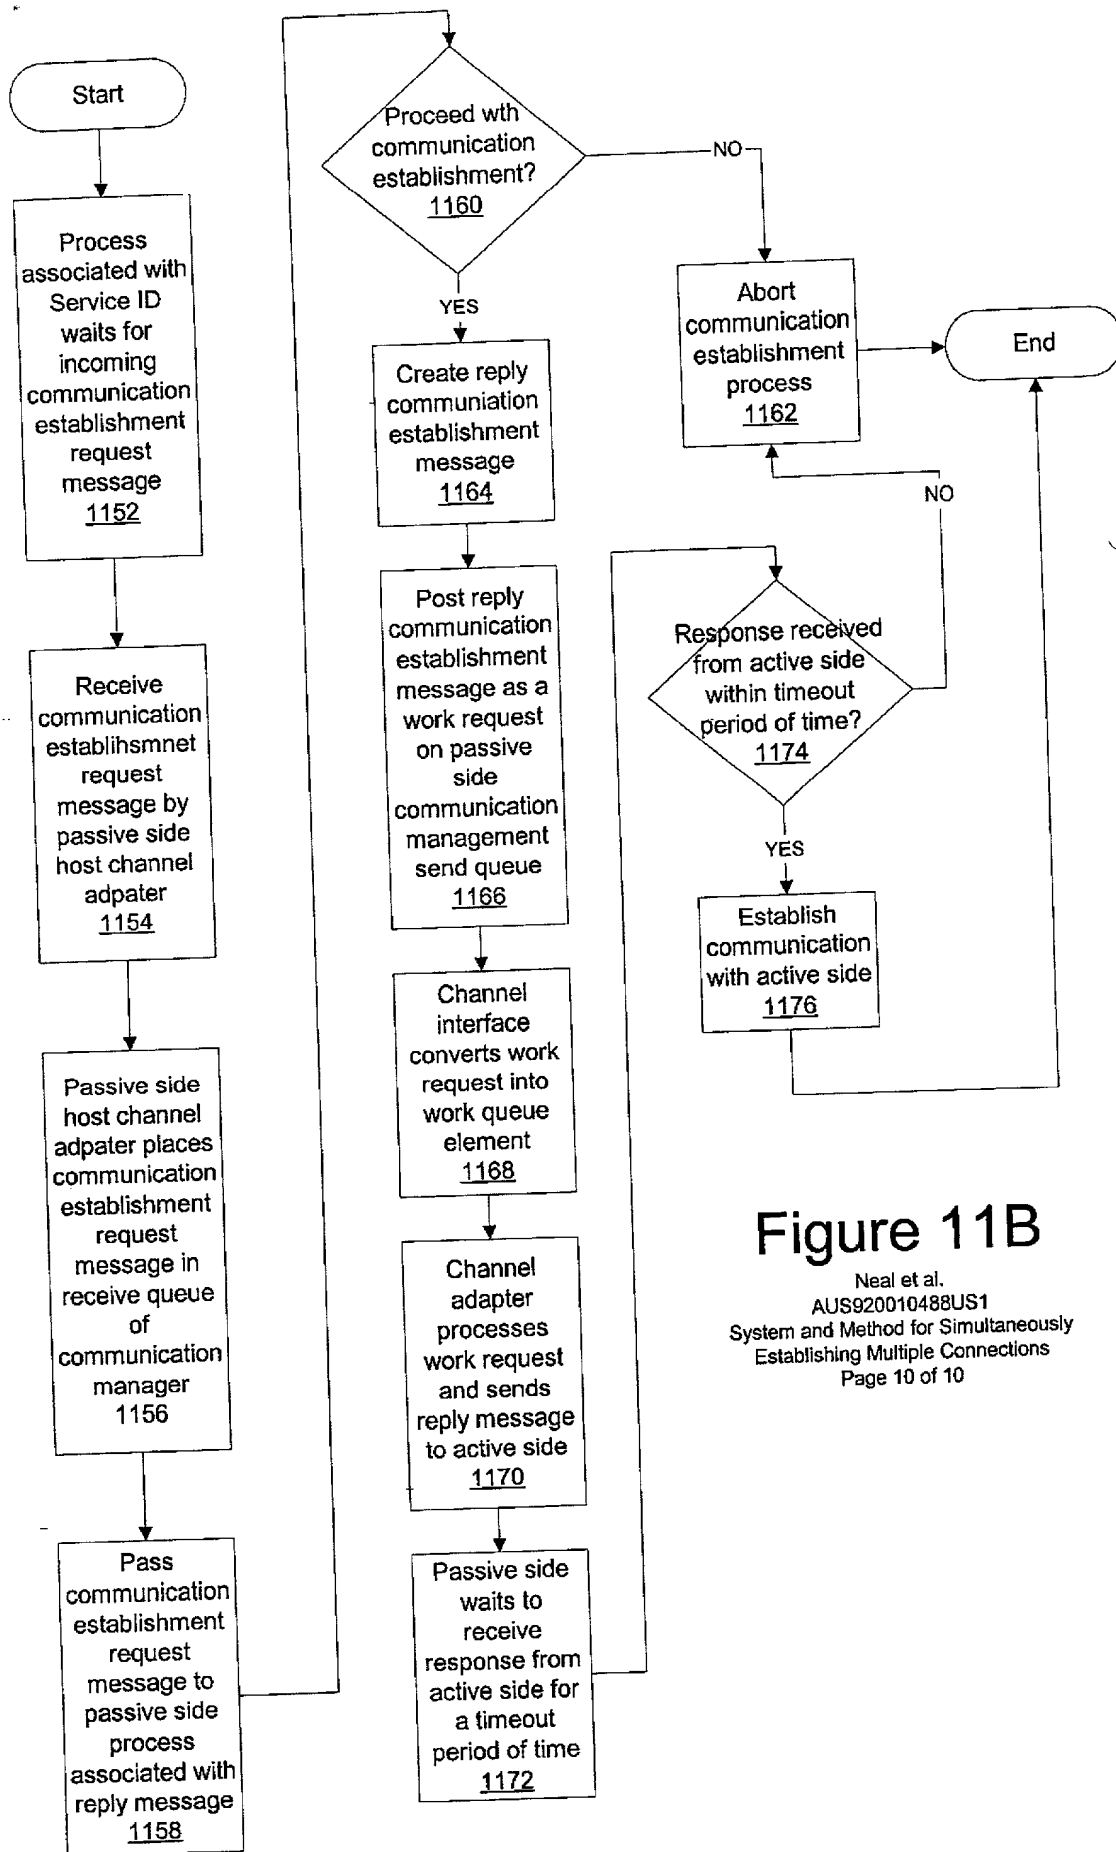 Start
Process
associated with
Service ID
waits for
incoming
communication
establishment
request
message
1152
Receive
communication
establihsmnet
request
message by
passive side
host channel
adpater
1154
Passive side
host channel
adpater places
communication
establishment
request
message in
receive queue
of
communication
manager
1156
Pass
communication
establishment
request
message to
passive side
process
associated with
reply message
1158
Proceed wth
communication
establishment?
1160
NO
YES
Create reply
communiation
establishment
message
1164
Post reply
communication
establishment
message as a
work request
on passive
side
communication
management
send queue
1166
Channel
interface
converts work
request into
work queue
element
1168
Channel
adapter
processes
work request
and sends
reply message
to active side
1170
Passive side
waits to
receive
response from
active side for
a timeout
period of time
1172
Abort
communication
establishment
process
1162
End
NO
Response received
from active side
within timeout
period of time?
1174
YES
Establish
communication
with active side
1176
Figure 11B
Neal et al.
AUS920010488US1
System and Method for Simultaneously
Establishing Multiple Connections
Page 10 of 10